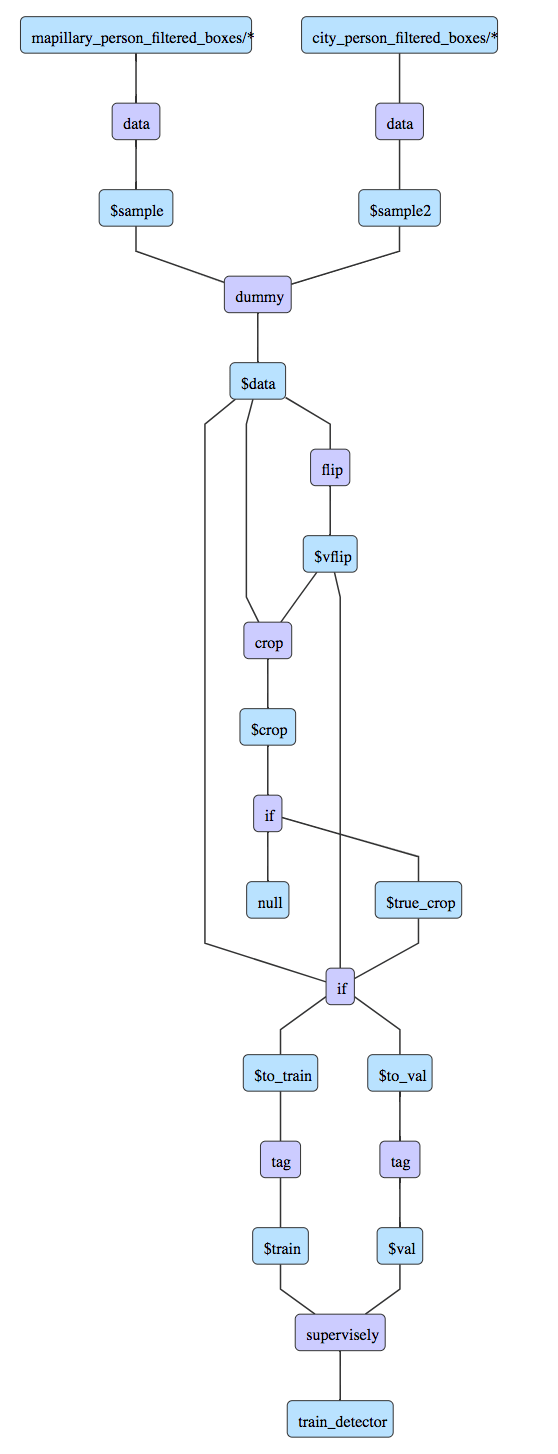 mapillary_person_filtered_boxes/*
city_person_filtered_boxes/*
data
data
$sample
$sample2
dummy
$data
flip
$vflip
crop
$crop
if
null
$true_crop
if
$to_train
$to_val
tag
tag
$train
$val
supervisely
train_detector